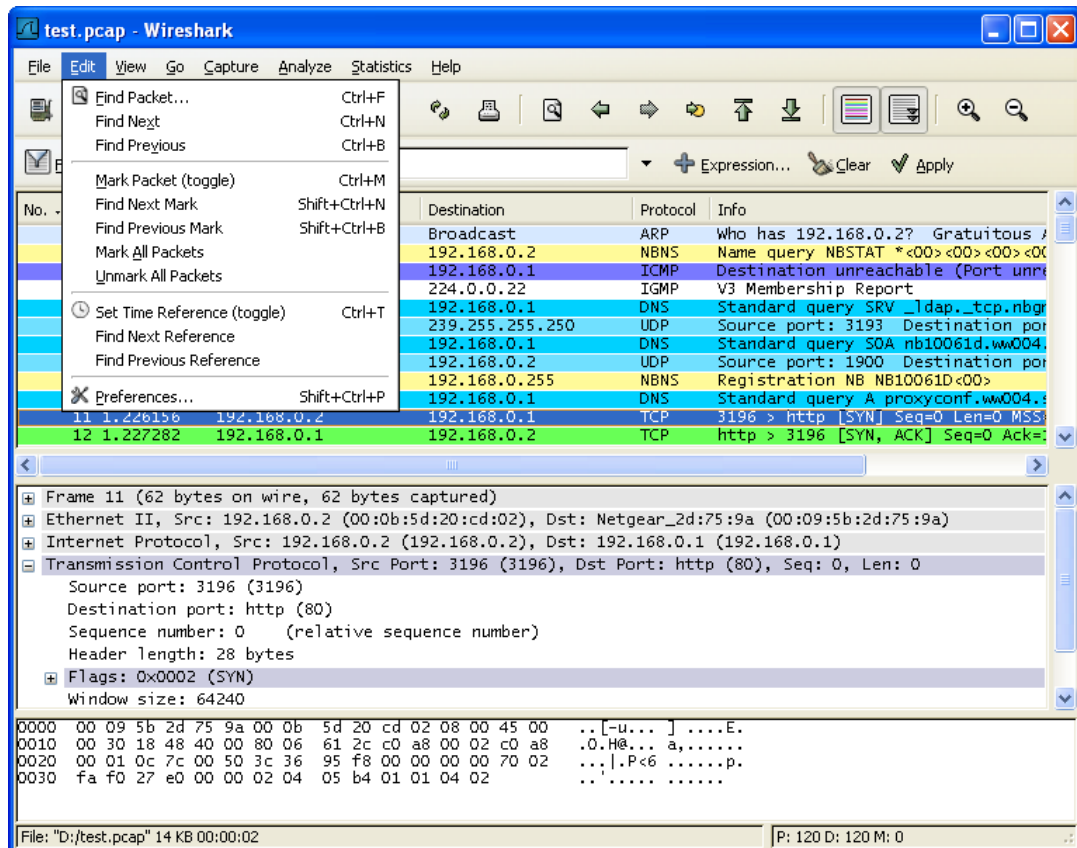 test.pcap - Wireshark
File Edit View Go Capture Analyze Statistics Help
Find Packet... Ctrl+F
Find Next Ctrl+N
Find Previous Ctrl+B
Mark Packet (toggle) Ctrl+M
Find Next Mark Shift+Ctrl+N
Find Previous Mark Shift+Ctrl+B
Mark All Packets
Unmark All Packets
Set Time Reference (toggle) Ctrl+T
Find Next Reference
Find Previous Reference
Preferences... Shift+Ctrl+P
Expression... Clear Apply
No. Destination Protocol Info
Broadcast ARP Who has 192.168.0.2? Gratuitous
192.168.0.2 NBNS Name query NBSTAT *<00><00><00><00
192.168.0.1 ICMP Destination unreachable (Port unre
224.0.0.22 IGMP V3 Membership Report
192.168.0.1 DNS Standard query SRV _ldap._tcp.nbgr
239.255.255.250 UDP Source port: 3193 Destination por
192.168.0.1 DNS Standard query SOA nb10061d.ww004.
192.168.0.2 UDP Source port: 1900 Destination por
192.168.0.255 NBNS Registration NB NB10061D<00>
192.168.0.1 DNS Standard query A proxyconf.ww004.s
11 1.226156 192.168.0.2 192.168.0.1 TCP 3196 > http [SYN] Seq=0 Len=0 MSS
12 1.227282 192.168.0.1 192.168.0.2 TCP http > 3196 [SYN, ACK] Seq=0 Ack=1
Frame 11 (62 bytes on wire, 62 bytes captured)
Ethernet II, Src: 192.168.0.2 (00:0b:5d:20:cd:02), Dst: Netgear_2d:75:9a (00:09:5b:2d:75:9a)
Internet Protocol, Src: 192.168.0.2 (192.168.0.2), Dst: 192.168.0.1 (192.168.0.1)
Transmission Control Protocol, Src Port: 3196 (3196), Dst Port: http (80), Seq: 0, Len: 0
Source port: 3196 (3196)
Destination port: http (80)
Sequence number: 0 (relative sequence number)
Header length: 28 bytes
Flags: 0x0002 (SYN)
Window size: 64240
0000 00 09 5b 2d 75 9a 00 0b 5d 20 cd 02 08 00 45 00 ..[-u... ] ....E.
0010 00 30 18 48 40 00 80 06 61 2c c0 a8 00 02 c0 a8 .0.H@... a,......
0020 00 01 0c 7c 00 50 3c 36 95 f8 00 00 00 00 70 02 ...|.P<6 ......p.
0030 fa f0 27 e0 00 00 02 04 05 b4 01 01 04 02 ..'..... ......
File: "D:/test.pcap" 14 KB 00:00:02 P: 120 D: 120 M: 0